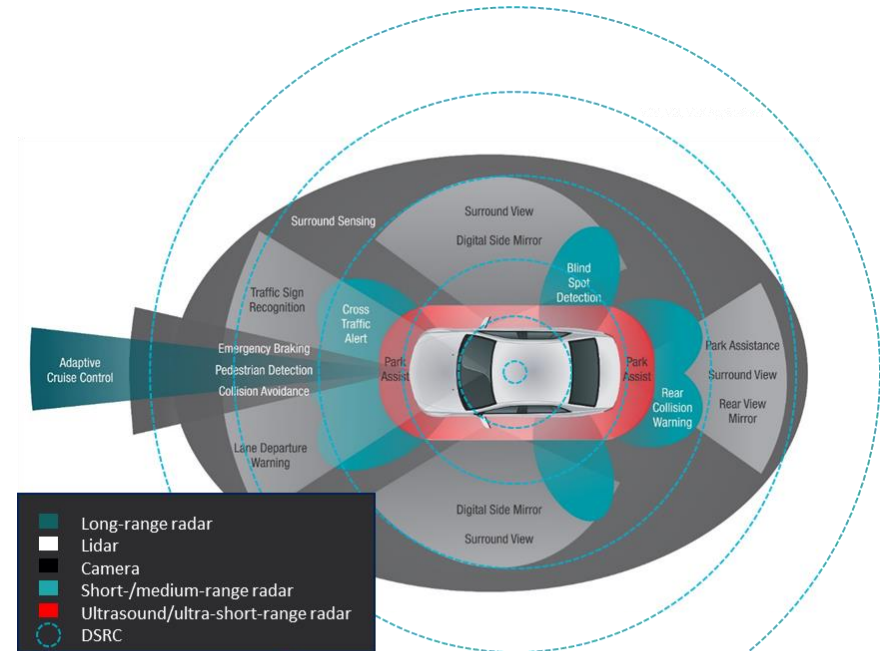 Surround Sensing
Surround View
Digital Side Mirror
Blind
Spot
Detection
Traffic Sign
Recognition
Cross
Traffic
Alert
Emergency Braking
Pedestrian Detection
Collision Avoidance
Adaptive
Cruise Control
Park
Assist
Park
Assist
Park Assistance
Surround View
Rear View
Mirror
Rear
Collision
Warning
Lane Departure
Warning
Digital Side Mirror
Surround View
Long-range radar
Lidar
Camera
Short-/medium-range radar
Ultrasound/ultra-short-range radar
DSRC